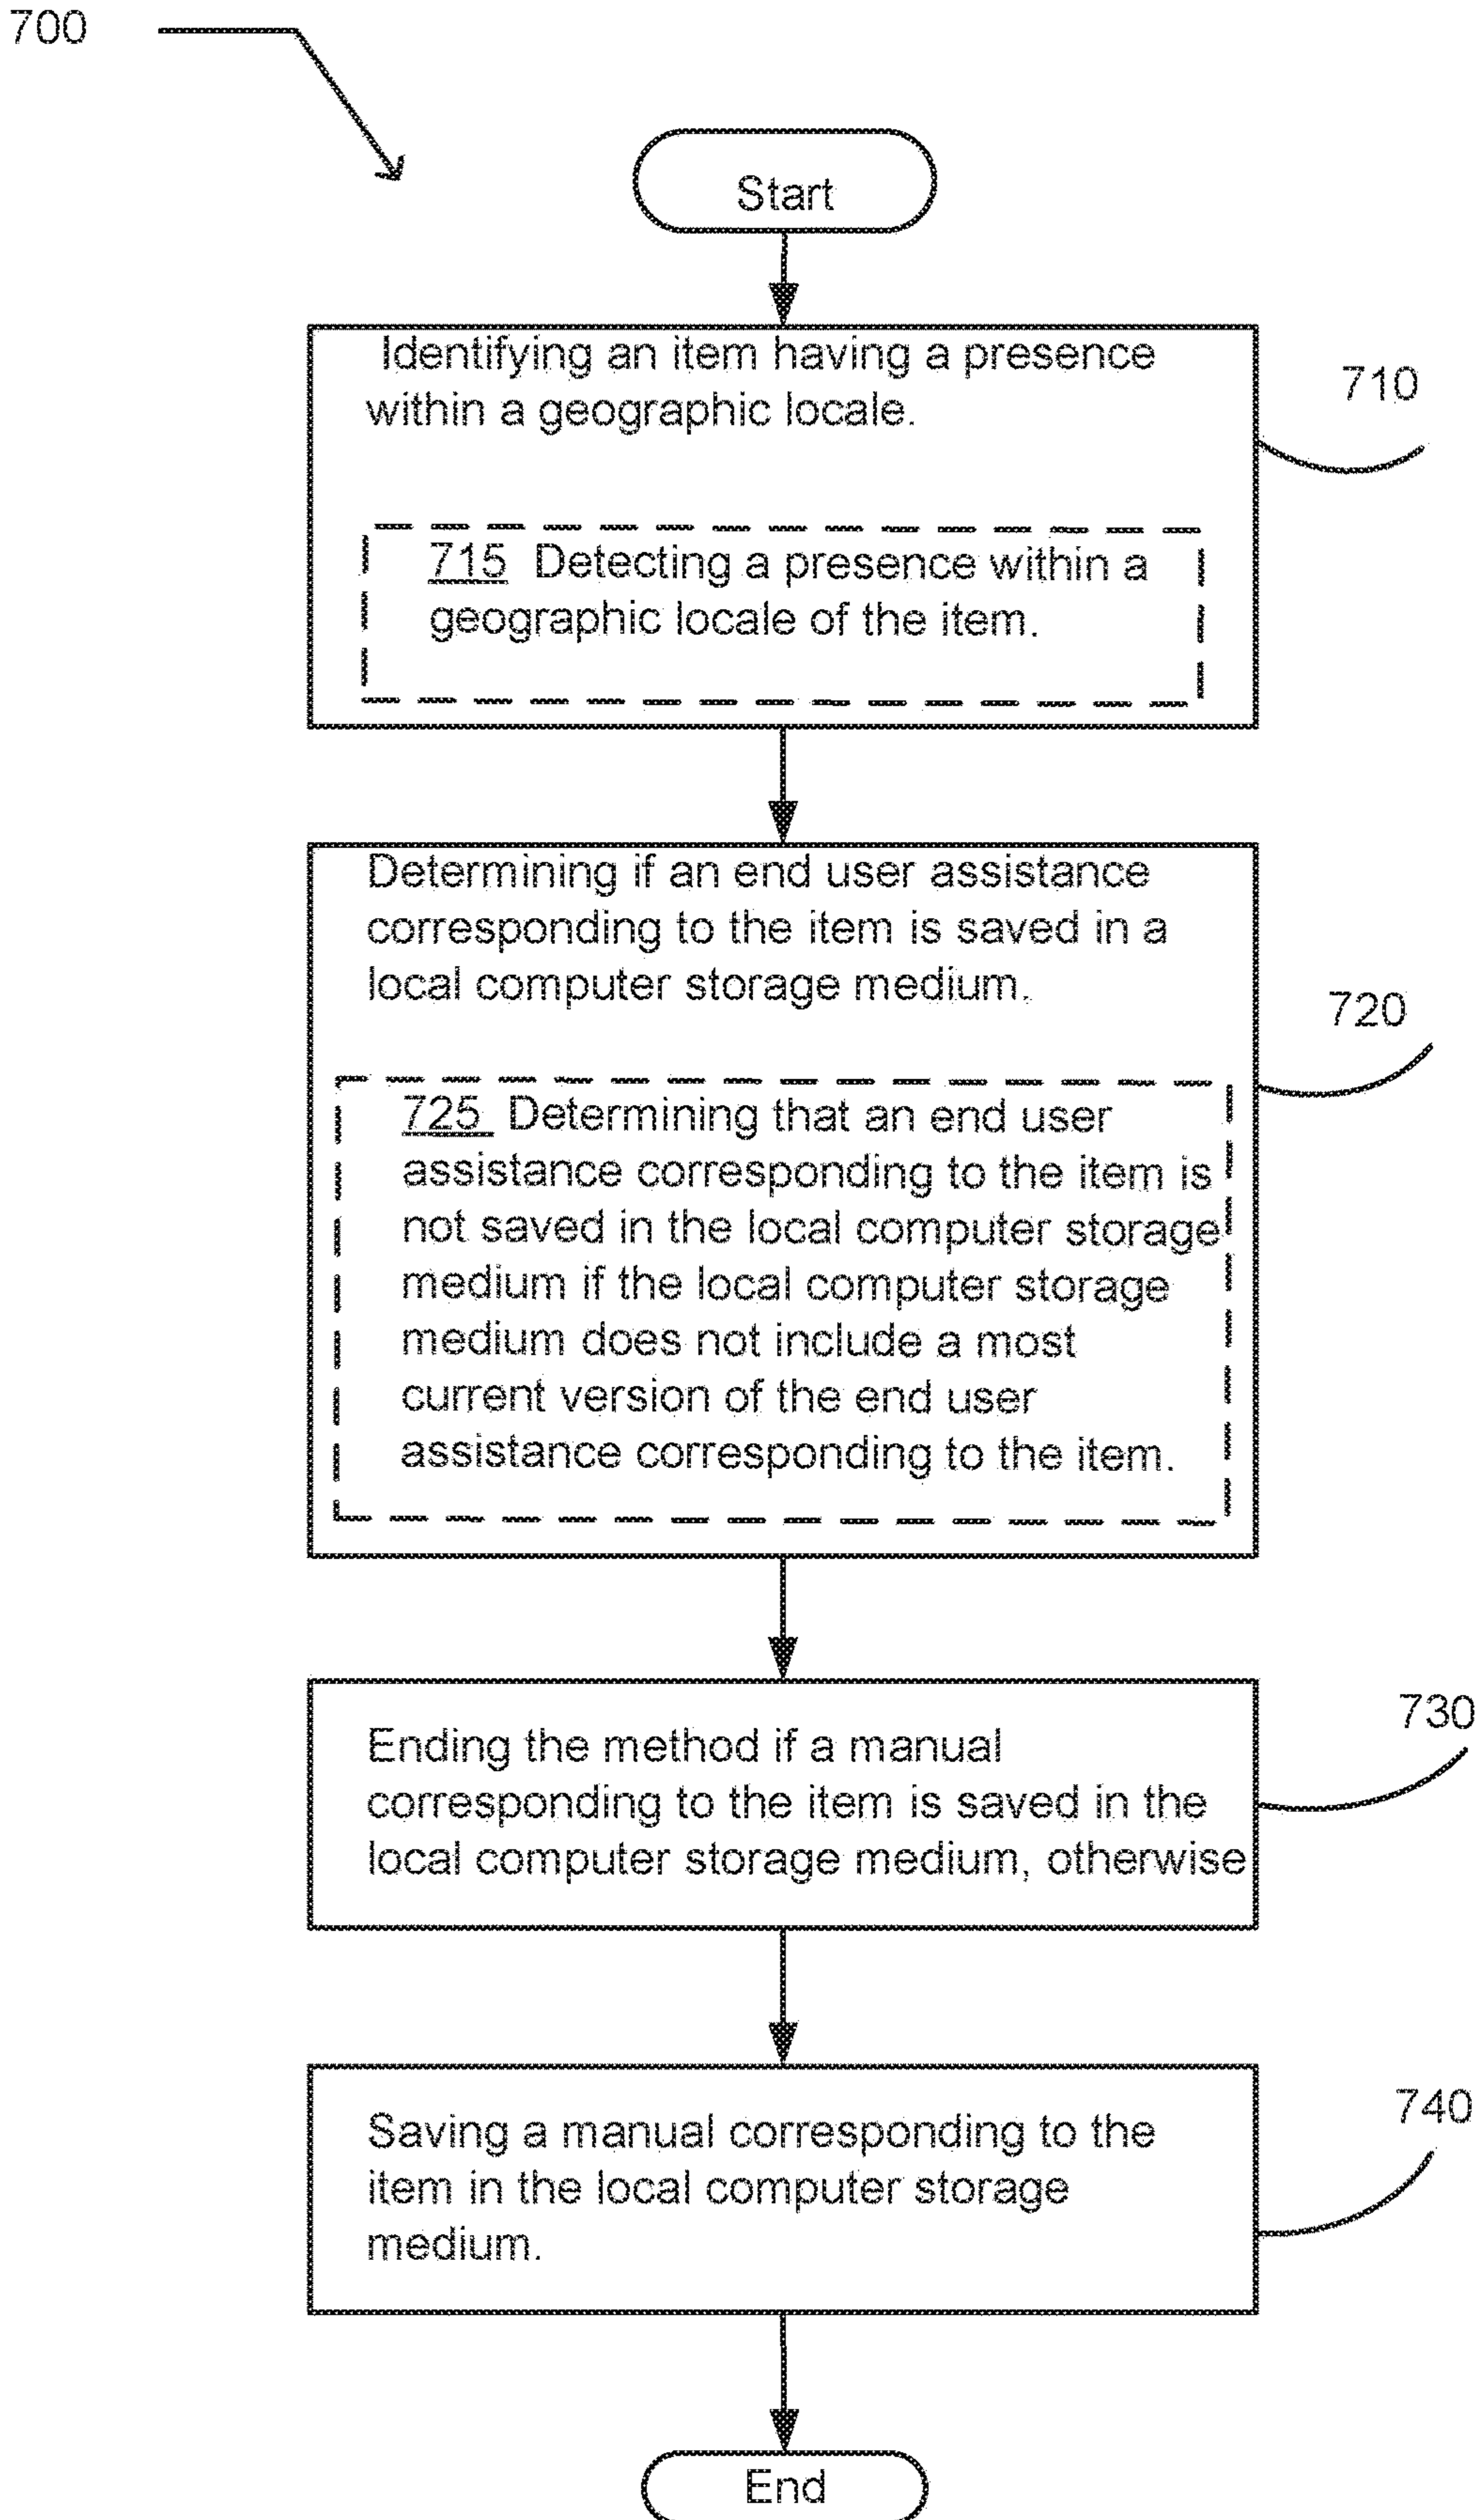 700
Start
Identifying an item having a presence
within a geographic locale.
710
715 Detecting a presence within a
geographic locale of the item.
Determining if an end user assistance
corresponding to the item is saved in a
local computer storage medium.
720
725 Determining that an end user
assistance corresponding to the item is
not saved in the local computer storage
medium if the local computer storage
medium does not include a most
current version of the end user
assistance corresponding to the item.
730
Ending the method if a manual
corresponding to the item is saved in the
local computer storage medium, otherwise
740
Saving a manual corresponding to the
item in the local computer storage
medium.
End